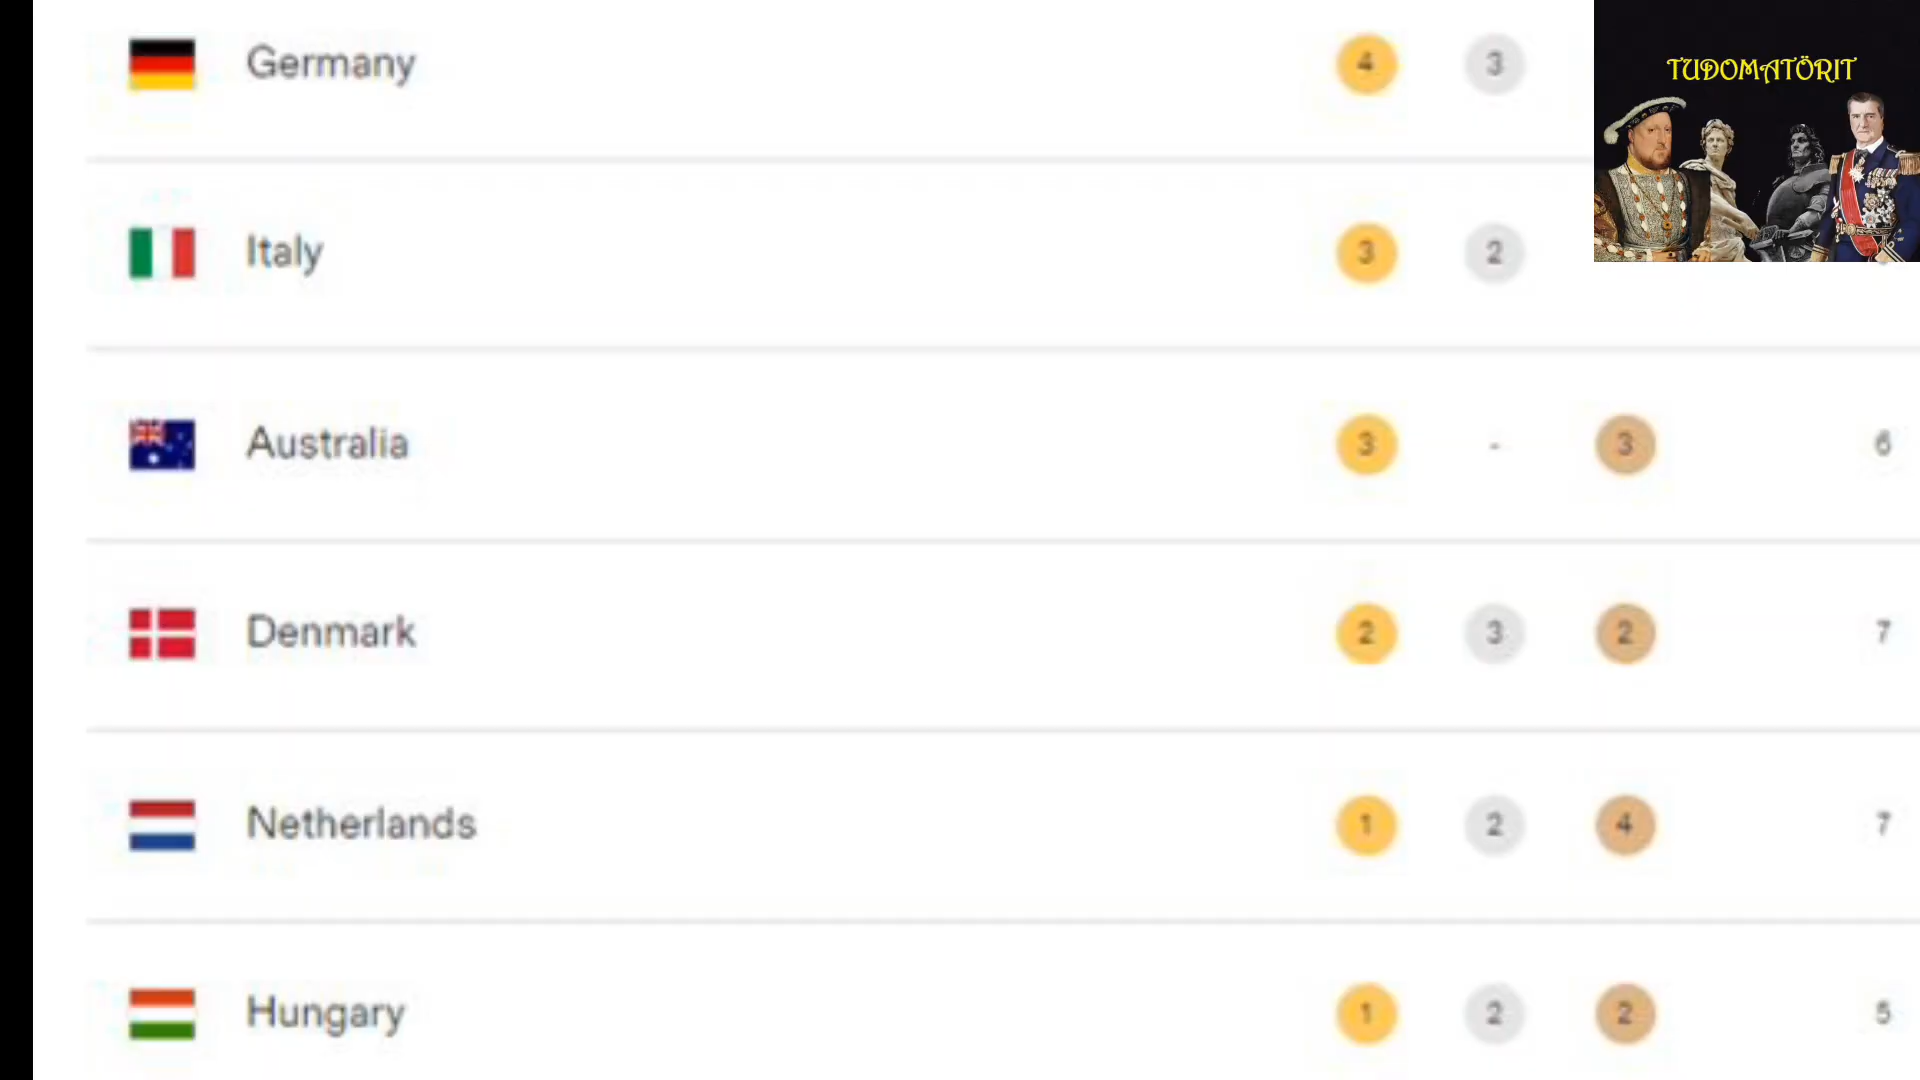 Germany 4 3
TUDOMATÖRIT
Italy 3 2
Australia 3 - 3 6
Denmark 2 3 2 7
Netherlands 1 2 4 7
Hungary 1 2 2 5